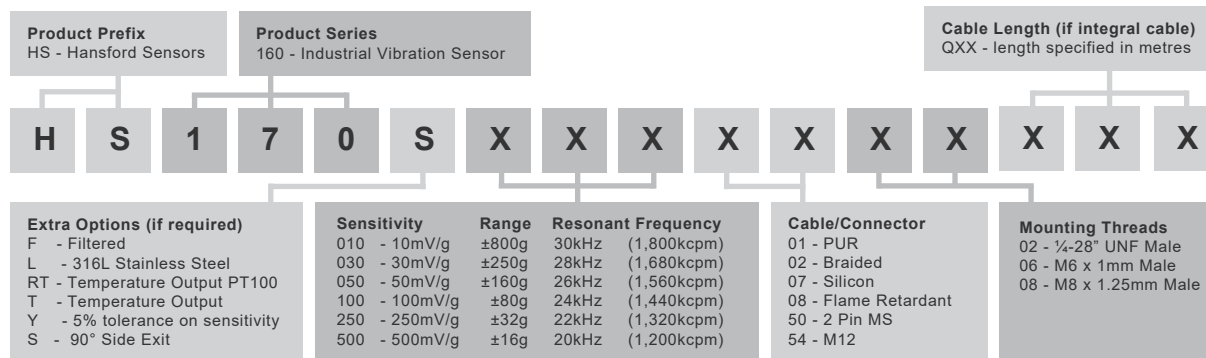 Product Prefix
HS - Hansford Sensors
Product Series
160 - Industrial Vibration Sensor
Cable Length (if integral cable)
QXX - length specified in metres
H S 1 7 0 S X X X X X X X X X X
Extra Options (if required)
F - Filtered
L - 316L Stainless Steel
RT - Temperature Output PT100
T - Temperature Output
Y - 5% tolerance on sensitivity
S - 90° Side Exit
Sensitivity Range Resonant Frequency
010 - 10mV/g ±800g 30kHz (1,800kcpm)
030 - 30mV/g ±250g 28kHz (1,680kcpm)
050 - 50mV/g ±160g 26kHz (1,560kcpm)
100 - 100mV/g ±80g 24kHz (1,440kcpm)
250 - 250mV/g ±32g 22kHz (1,320kcpm)
500 - 500mV/g ±16g 20kHz (1,200kcpm)
Cable/Connector
01 - PUR
02 - Braided
07 - Silicon
08 - Flame Retardant
50 - 2 Pin MS
54 - M12
Mounting Threads
02 - ¼-28” UNF Male
06 - M6 x 1mm Male
08 - M8 x 1.25mm Male